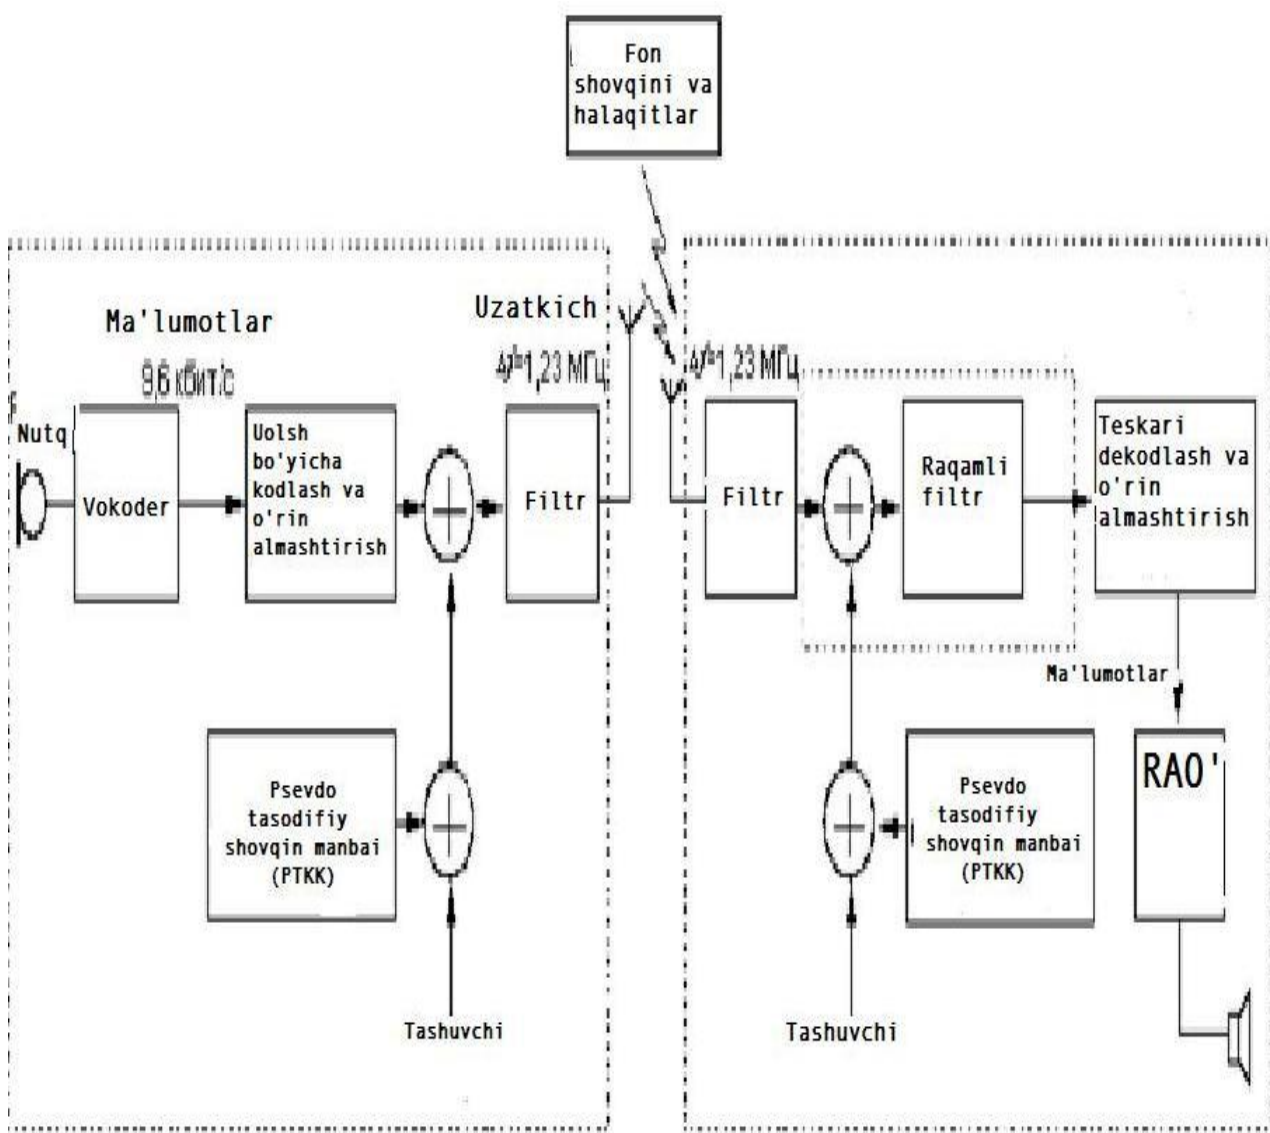 Fon
shovqini va
halaqitlar
Ma'lumotlar
9,6 кбит/с
Uzatkich
1,23 МГц
1,23 МГц
Nutq
Vokoder
Uolsh
bo'yicha
kodlash va
o'rin
almashtirish
Filtr
Filtr
Raqamli
filtr
Teskari
dekodlash va
o'rin
almashtirish
Ma'lumotlar
Psevdo
tasodifiy
shovqin manbai
(PTKK)
Psevdo
tasodifiy
shovqin manbai
(PTKK)
RAO'
Tashuvchi
Tashuvchi